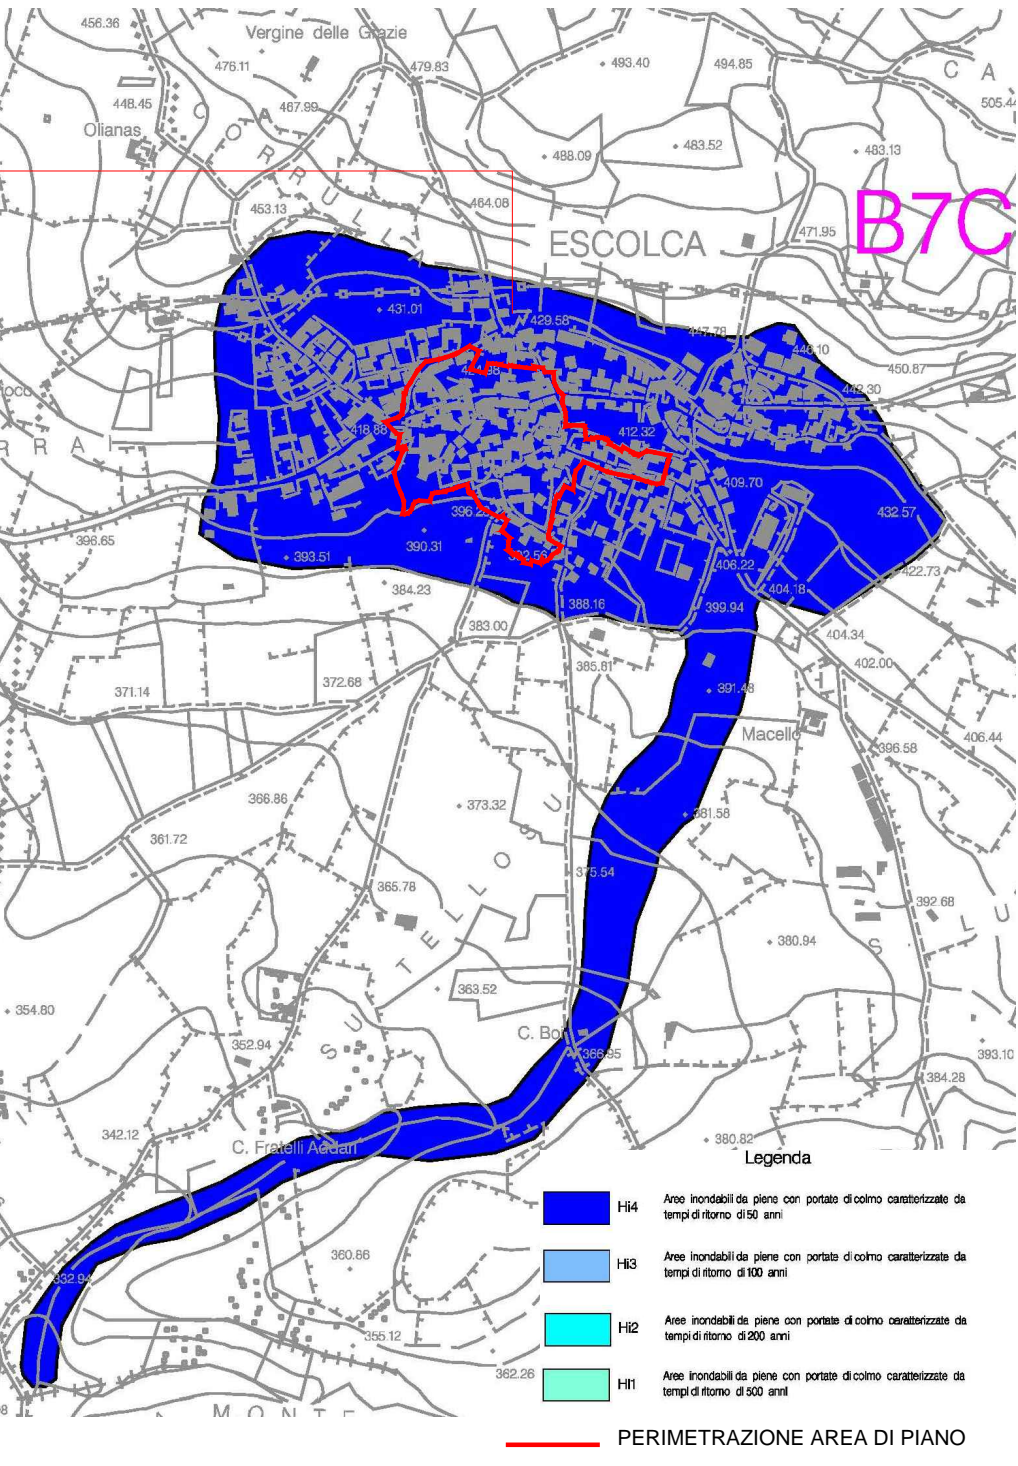 456.36
Vergine delle Grazie
476.11
479.83
493.40
494.85
C A
448.45
467.99
505.44
Olianas
C O R R U L L A
488.09
483.52
483.13
453.13
464.08
471.95
B7C
ESCOLCA
431.01
429.58
447.78
446.10
450.87
442.30
R R A I
418.88
412.32
409.70
432.57
396.65
393.51
390.31
406.22
422.73
384.23
388.16
399.94
404.18
383.00
404.34
385.81
402.00
371.14
372.68
391.48
Macello
406.44
396.58
366.86
373.32
381.58
361.72
375.54
365.78
392.68
S U T E L O S U
S L U
380.94
363.52
354.80
C. Boi
352.94
366.95
393.10
384.28
342.12
380.82
C. Fratelli Addari
332.94
360.86
355.12
362.26
M O N T E
Legenda
Hi4 Aree inondabili da piene con portate di colmo caratterizzate da
tempi di ritorno di 50 anni
Hi3 Aree inondabili da piene con portate di colmo caratterizzate da
tempi di ritorno di 100 anni
Hi2 Aree inondabili da piene con portate di colmo caratterizzate da
tempi di ritorno di 200 anni
Hi1 Aree inondabili da piene con portate di colmo caratterizzate da
tempi di ritorno di 500 anni
PERIMETRAZIONE AREA DI PIANO